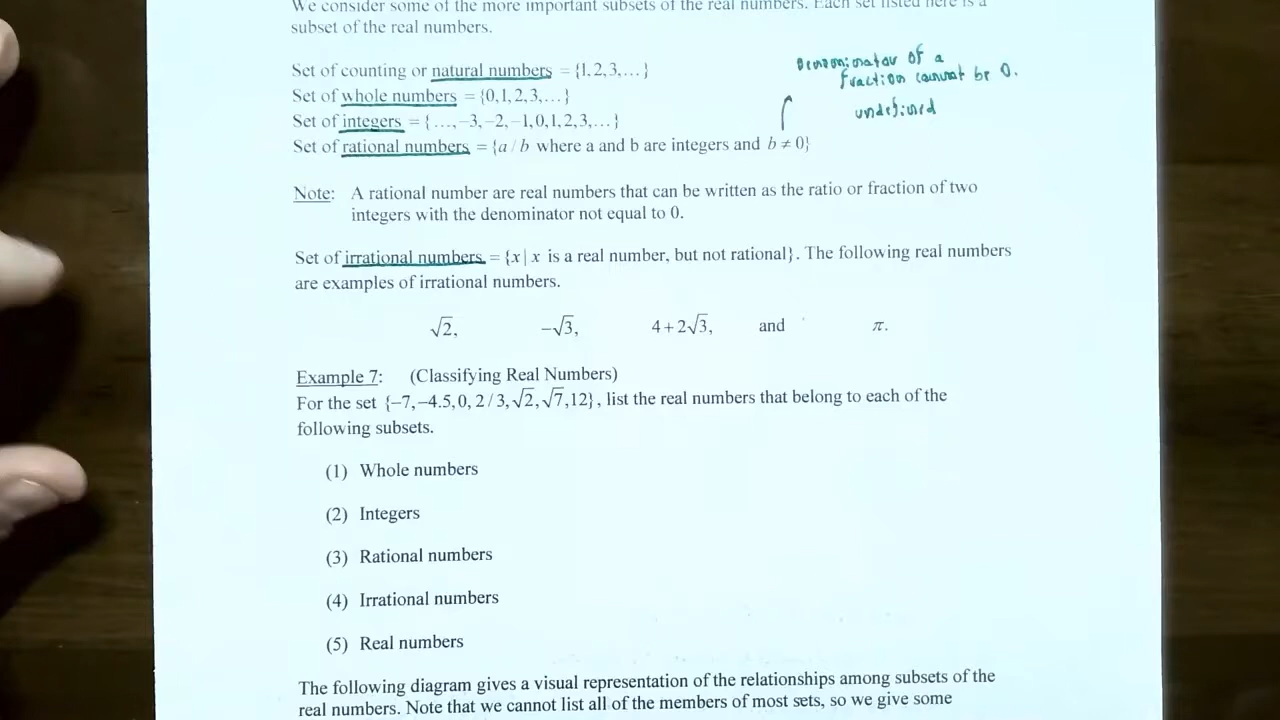 We consider some of the more important subsets of the real numbers. Each set listed here is a
subset of the real numbers.
Set of counting or natural numbers = {1,2,3,…}
Set of whole numbers = {0,1,2,3,…}
Set of integers = {…,−3,−2,−1,0,1,2,3,…}
Set of rational numbers = {a / b where a and b are integers and b ≠ 0}
Denominator of a
fraction cannot be 0.
undefined
Note: A rational number are real numbers that can be written as the ratio or fraction of two
integers with the denominator not equal to 0.
Set of irrational numbers = {x | x is a real number, but not rational}. The following real numbers
are examples of irrational numbers.
√2, −√3, 4+2√3, and π.
Example 7: (Classifying Real Numbers)
For the set {−7,−4.5,0,2/3,√2,√7,12}, list the real numbers that belong to each of the
following subsets.
(1) Whole numbers
(2) Integers
(3) Rational numbers
(4) Irrational numbers
(5) Real numbers
The following diagram gives a visual representation of the relationships among subsets of the
real numbers. Note that we cannot list all of the members of most sets, so we give some